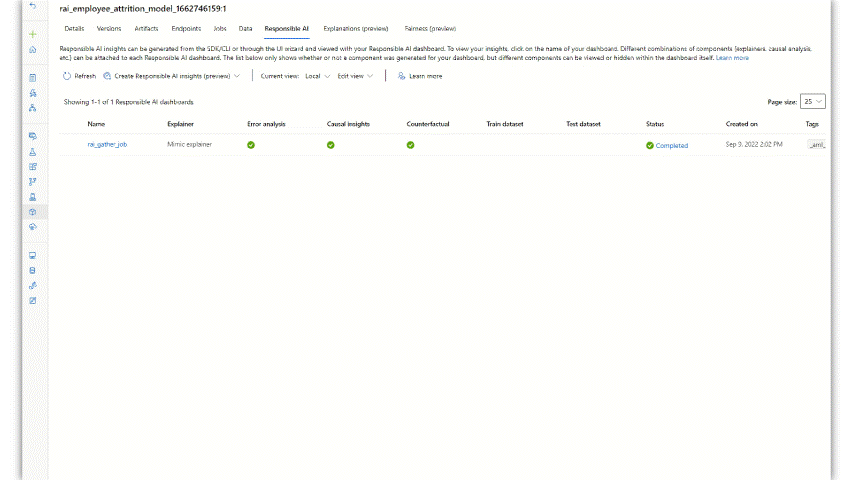 rai_employee_attrition_model_1662746159:1
Details Versions Artifacts Endpoints Jobs Data Responsible AI Explanations (preview) Fairness (preview)
Responsible AI insights can be generated from the SDK/CLI or through the UI wizard and viewed with your Responsible AI dashboard. To view your insights, click on the name of your dashboard. Different combinations of components (explainers, causal analysis,
etc.) can be attached to each Responsible AI dashboard. The list below only shows whether or not a component was generated for your dashboard, but different components can be viewed or hidden within the dashboard itself. Learn more
Refresh Create Responsible AI insights (preview) Current view: Local Edit view Learn more
Showing 1-1 of 1 Responsible AI dashboards Page size: 25
Name Explainer Error analysis Causal insights Counterfactual Train dataset Test dataset Status Created on Tags
rai_gather_job Mimic explainer Completed Sep 9, 2022 2:02 PM _aml_